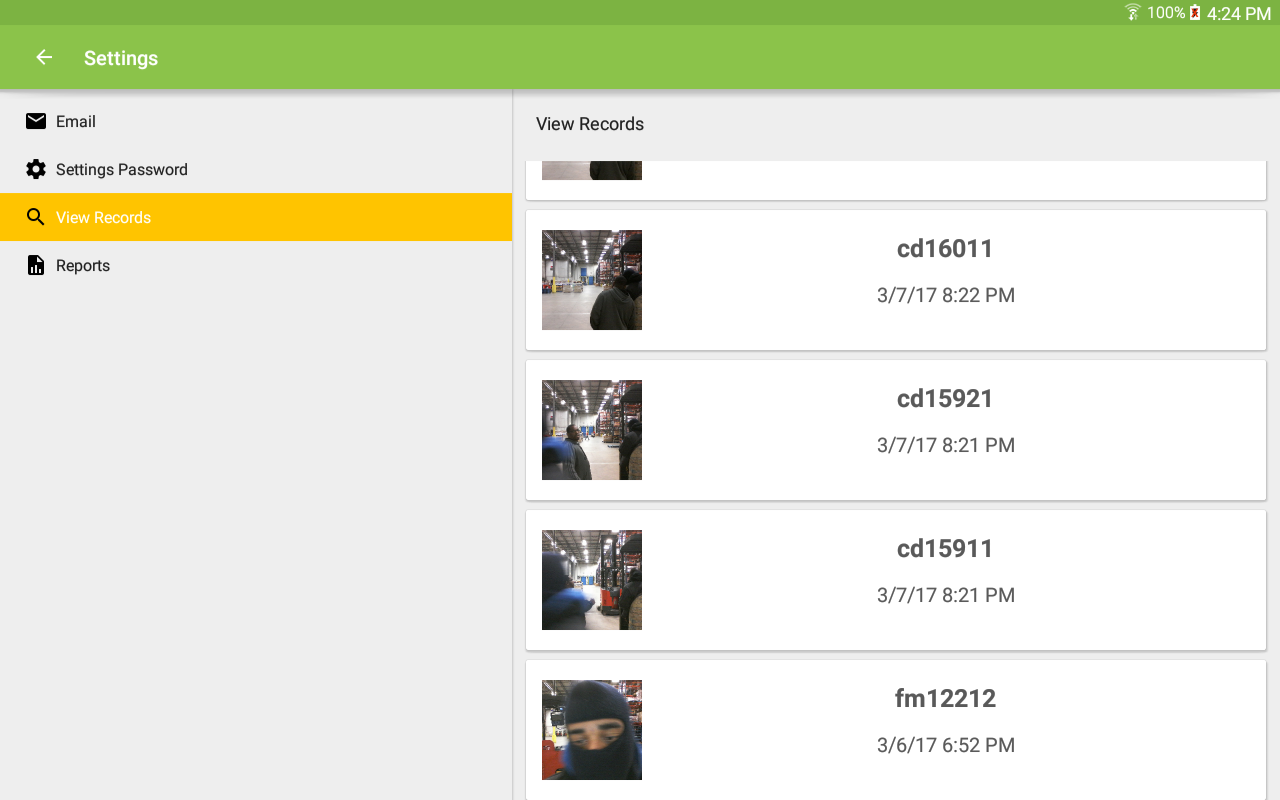 100% 4:24 PM
Settings
Email
Settings Password
View Records
Reports
View Records
cd16011
3/7/17 8:22 PM
cd15921
3/7/17 8:21 PM
cd15911
3/7/17 8:21 PM
fm12212
3/6/17 6:52 PM